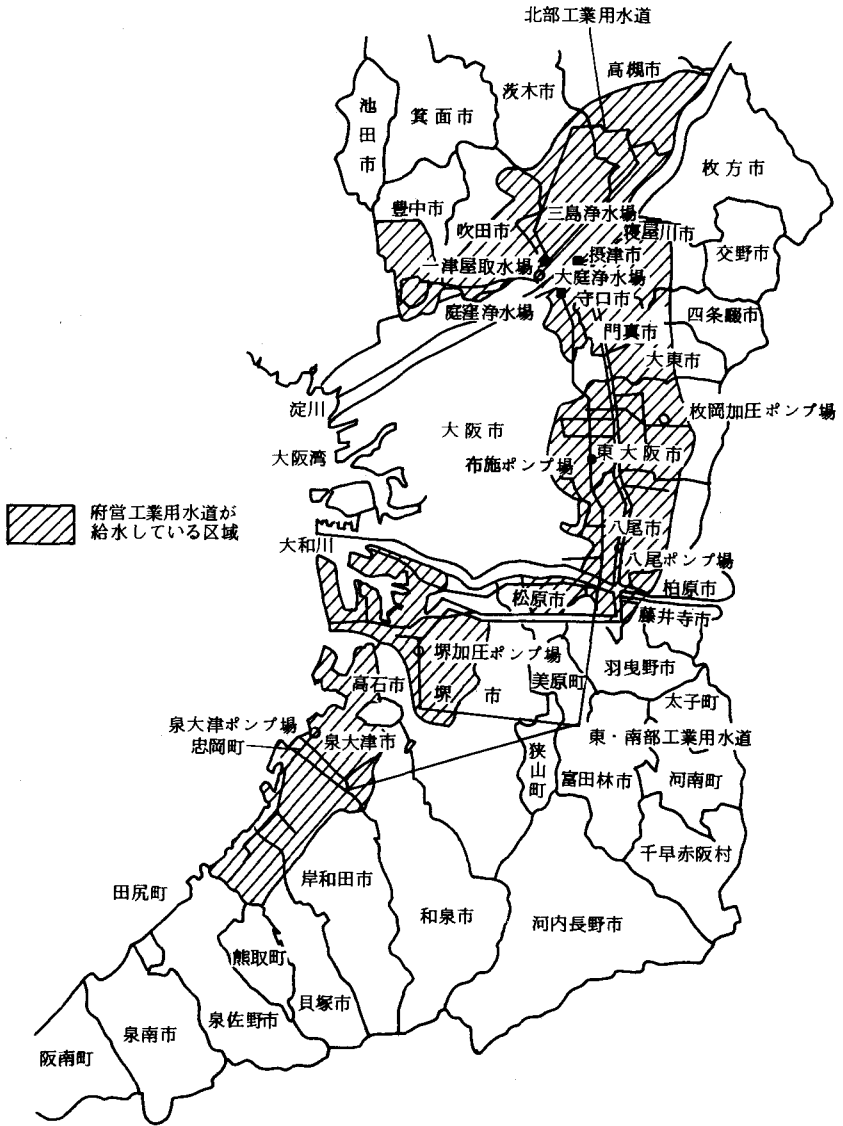 北部工業用水道
高槻市
茨木市
池田市
箕面市
枚方市
豊中市
三島浄水場
吹田市
寝屋川市
摂津市
交野市
一津屋取水場
大庭浄水場
守口市
庭窪浄水場
四条畷市
門真市
大東市
淀川
枚岡加圧ポンプ場
大阪市
大阪湾
布施ポンプ場
東大阪市
府営工業用水道が
給水している区域
八尾市
大和川
八尾ポンプ場
柏原市
松原市
藤井寺市
堺加圧ポンプ場
羽曳野市
高石市
堺市
美原町
太子町
泉大津ポンプ場
忠岡町
泉大津市
東・南部工業用水道
狭山町
富田林市
河南町
千早赤阪村
岸和田市
田尻町
和泉市
河内長野市
熊取町
貝塚市
泉佐野市
泉南市
阪南町